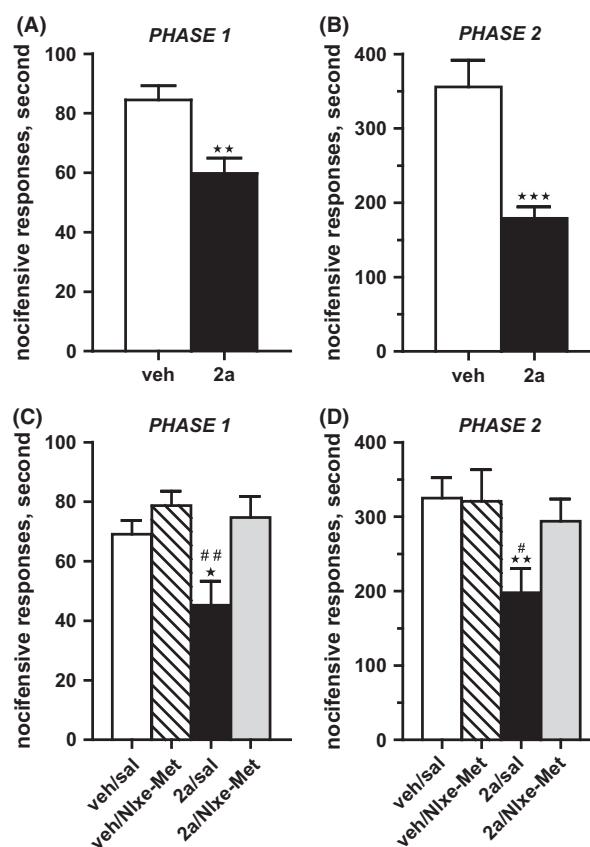 (A)
PHASE 1
nocifensive responses, second
100
80
60
40
20
0
★★
veh
2a
(B)
PHASE 2
nocifensive responses, second
400
300
200
100
0
★★★
veh
2a
(C)
PHASE 1
nocifensive responses, second
100
80
60
40
20
0
##
★
veh/sal
veh/Nlxe-Met
2a/sal
2a/Nlxe-Met
(D)
PHASE 2
nocifensive responses, second
400
300
200
100
0
#
★★
veh/sal
veh/Nlxe-Met
2a/sal
2a/Nlxe-Met